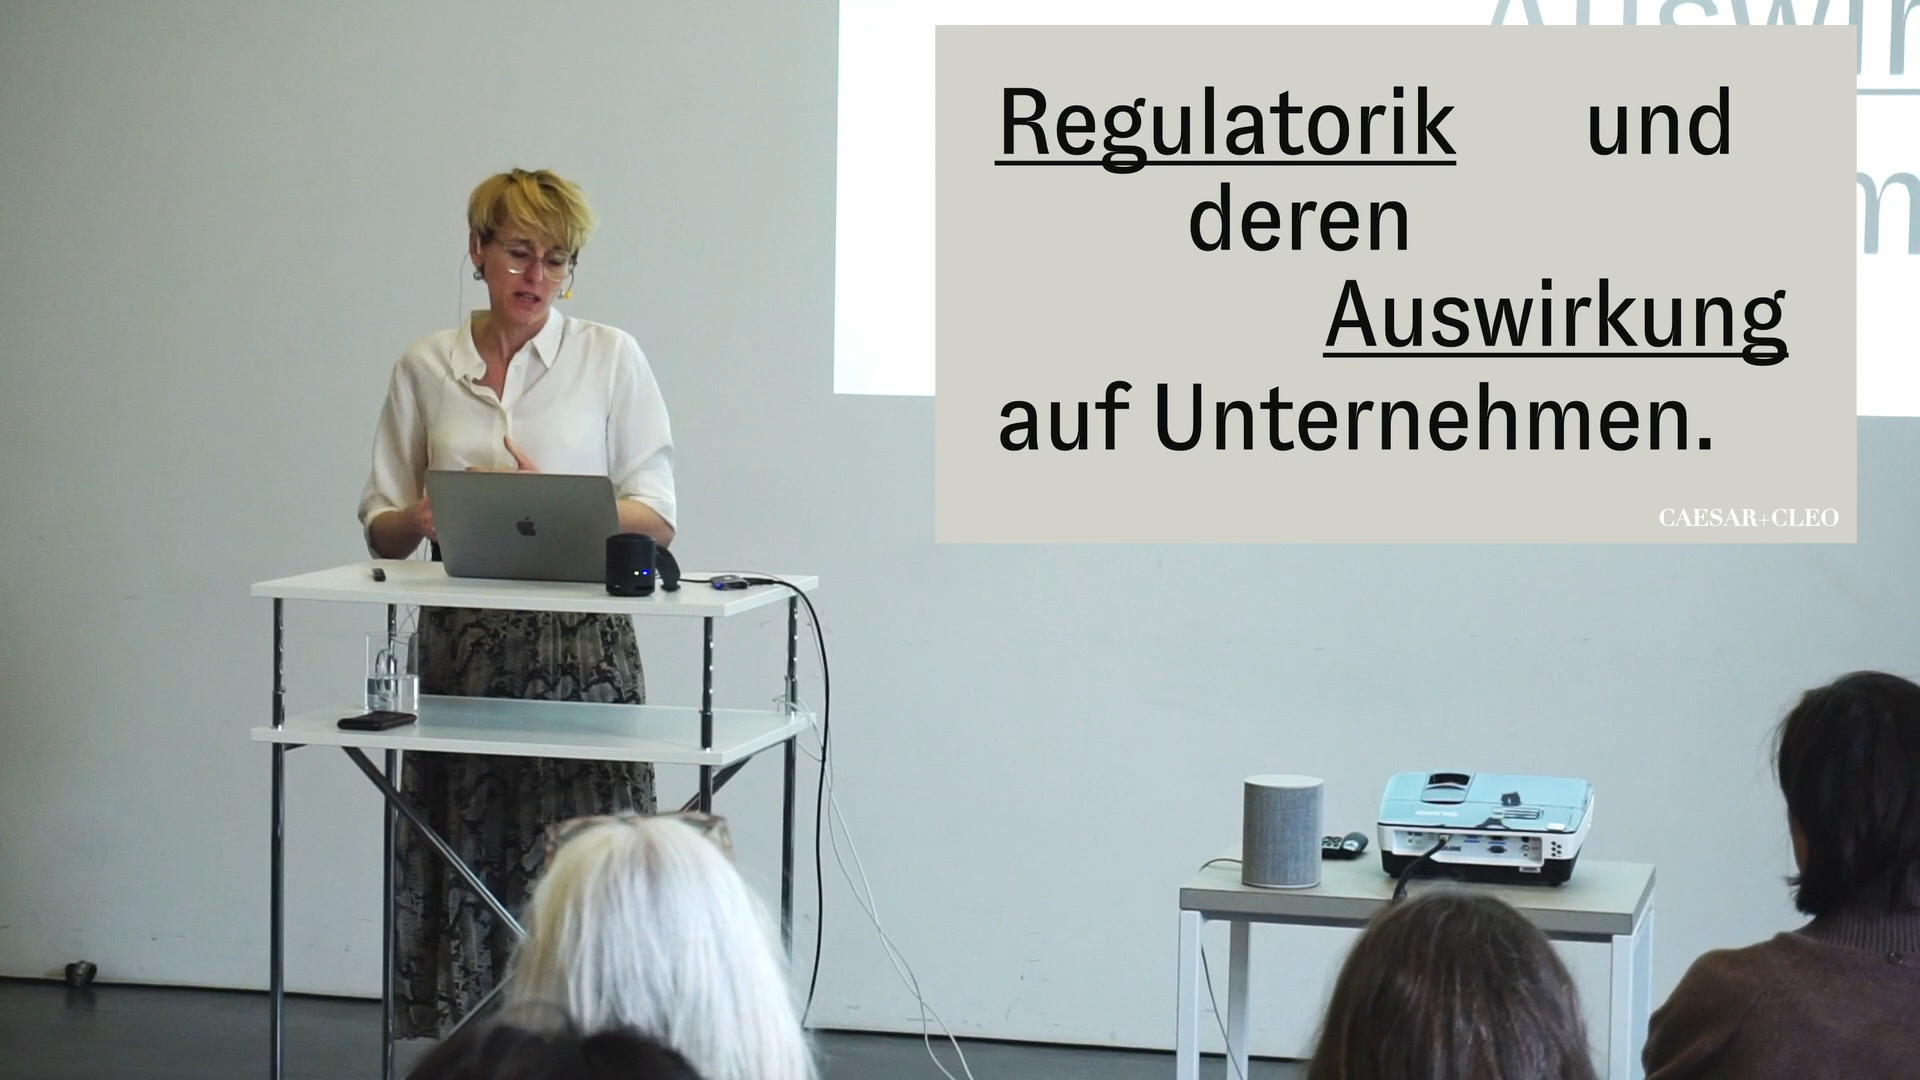 Regulatorik und
deren
Auswirkung
auf Unternehmen.
CAESAR+CLEO